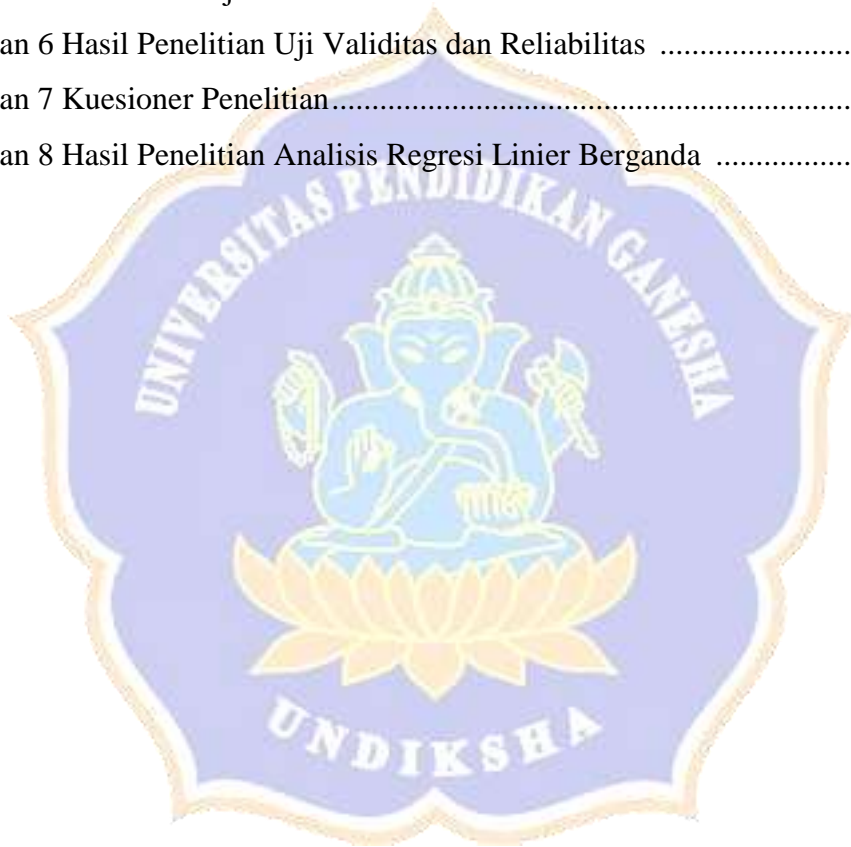 an 6 Hasil Penelitian Uji Validitas dan Reliabilitas ........................
an 7 Kuesioner Penelitian.................................................................
an 8 Hasil Penelitian Analisis Regresi Linier Berganda .................
UNIVERSITAS PENDIDIKAN GANESHA
UNDIKSHA